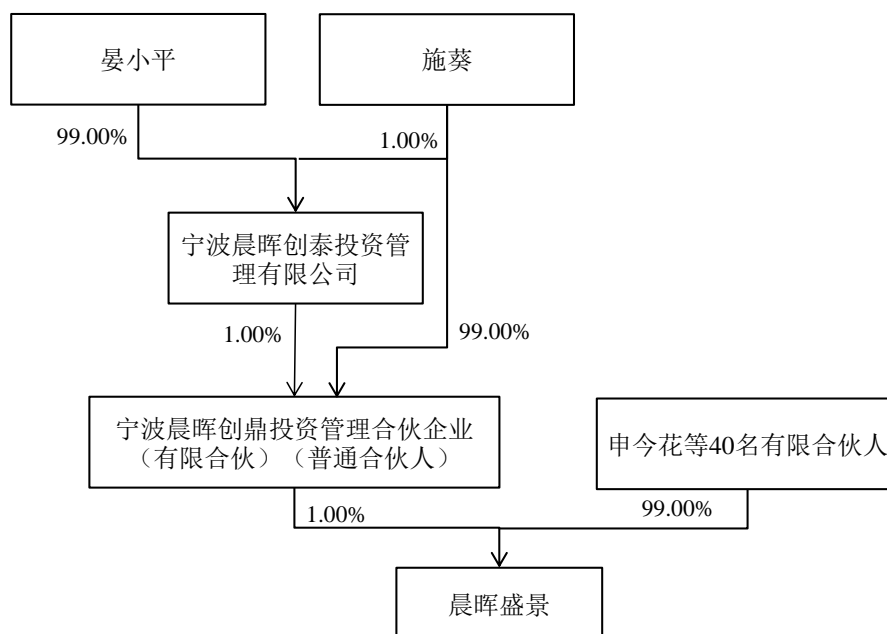 晏小平
施葵
99.00%
1.00%
宁波晨晖创泰投资管
理有限公司
1.00%
99.00%
宁波晨晖创鼎投资管理合伙企业
（有限合伙）（普通合伙人）
申今花等40名有限合伙人
1.00%
99.00%
晨晖盛景